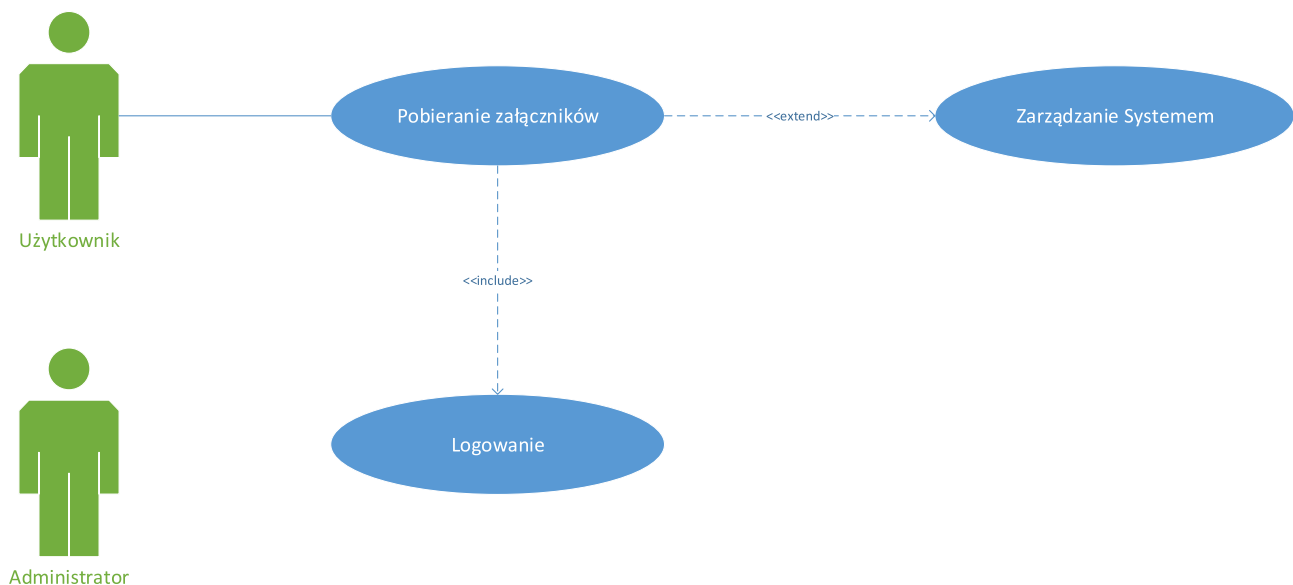 Pobieranie załączników
<<extend>>
Zarządzanie Systemem
Użytkownik
<<include>>
Logowanie
Administrator